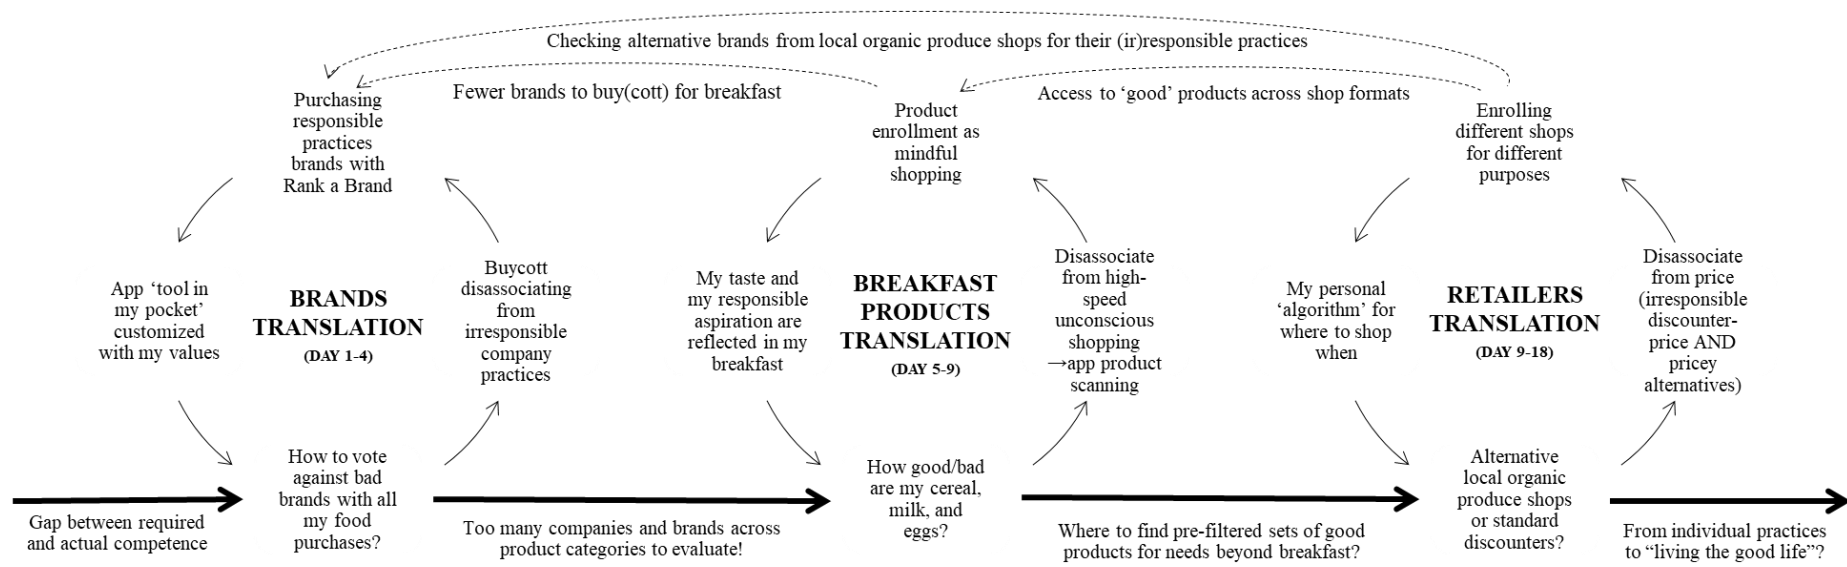 Checking alternative brands from local organic produce shops for their (ir)responsible practices
Fewer brands to buy(cott) for breakfast
Access to ‘good’ products across shop formats
Purchasing
responsible
practices
brands with
Rank a Brand
App ‘tool in
my pocket’
customized
with my values
BRANDS
TRANSLATION
(DAY 1-4)
Buycott
disassociating
from
irresponsible
company
practices
How to vote
against bad
brands with all
my food
purchases?
Product
enrollment as
mindful
shopping
My taste and
my responsible
aspiration are
reflected in my
breakfast
BREAKFAST
PRODUCTS
TRANSLATION
(DAY 5-9)
Disassociate
from high-
speed
unconscious
shopping
→app product
scanning
How good/bad
are my cereal,
milk, and
eggs?
Enrolling
different shops
for different
purposes
My personal
‘algorithm’ for
where to shop
when
RETAILERS
TRANSLATION
(DAY 9-18)
Disassociate
from price
(irresponsible
discounter-
price AND
pricey
alternatives)
Alternative
local organic
produce shops
or standard
discounters?
Gap between required
and actual competence
Too many companies and brands across
product categories to evaluate!
Where to find pre-filtered sets of good
products for needs beyond breakfast?
From individual practices
to “living the good life”?